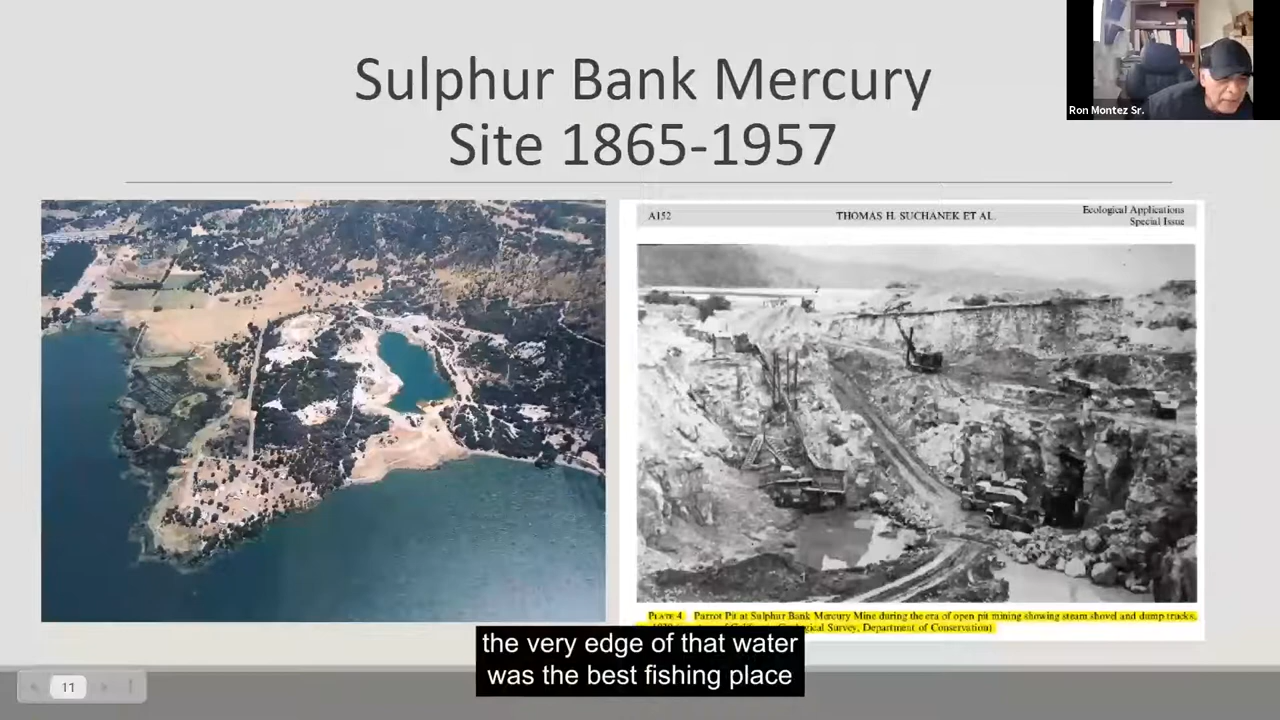 Sulphur Bank Mercury
Site 1865-1957
Ron Montez Sr.
A152
THOMAS H. SUCHANEK ET AL.
Ecological Applications
Special Issue
PLATE 4. Parrot Pit at Sulphur Bank Mercury Mine during the era of open pit mining showing steam shovel and dump trucks,
Survey, Department of Conservation)
the very edge of that water
was the best fishing place
11